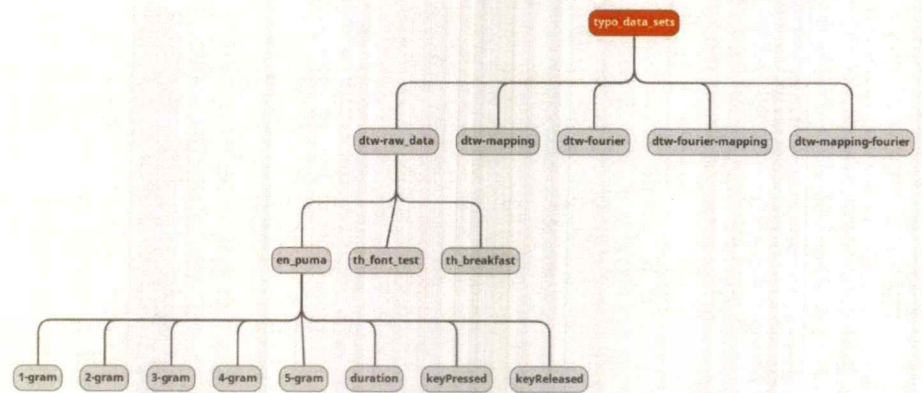 typo_data_sets
dtw-raw_data dtw-mapping dtw-fourier dtw-fourier-mapping dtw-mapping-fourier
en_puma th_font_test th_breakfast
1-gram 2-gram 3-gram 4-gram 5-gram duration keyPressed keyReleased